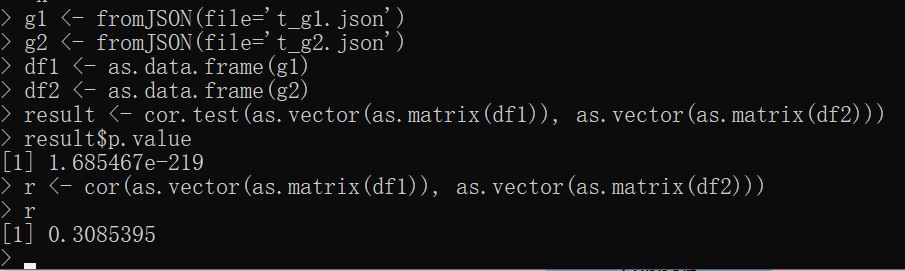 > g1 <- fromJSON(file='t_g1.json')
> g2 <- fromJSON(file='t_g2.json')
> df1 <- as.data.frame(g1)
> df2 <- as.data.frame(g2)
> result <- cor.test(as.vector(as.matrix(df1)), as.vector(as.matrix(df2)))
> result$p.value
[1] 1.685467e-219
> r <- cor(as.vector(as.matrix(df1)), as.vector(as.matrix(df2)))
> r
[1] 0.3085395
>